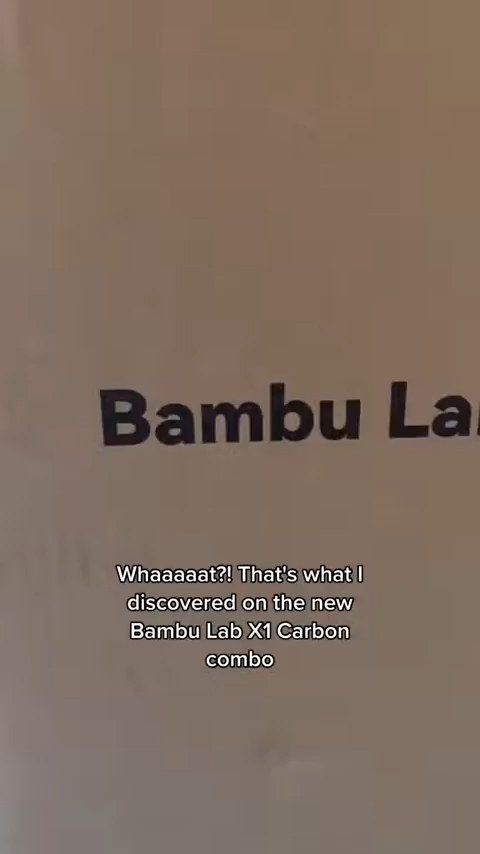 Bambu La
Whaaaaat?! That's what I
discovered on the new
Bambu Lab X1 Carbon
combo